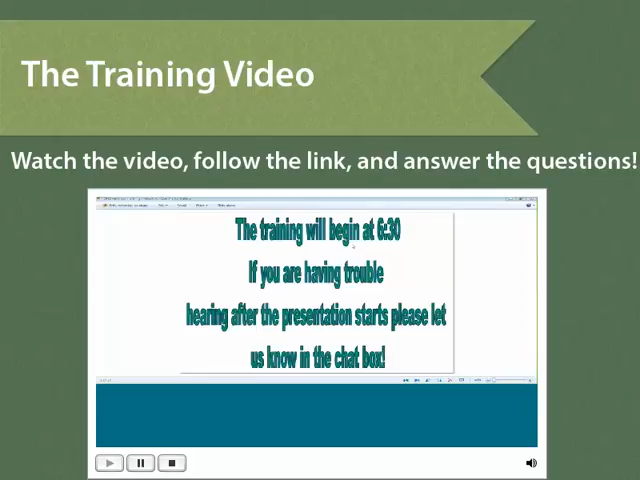 The Training Video
Watch the video, follow the link, and answer the questions!
The training will begin at 6:30
If you are having trouble
hearing after the presentation starts please let
us know in the chat box!